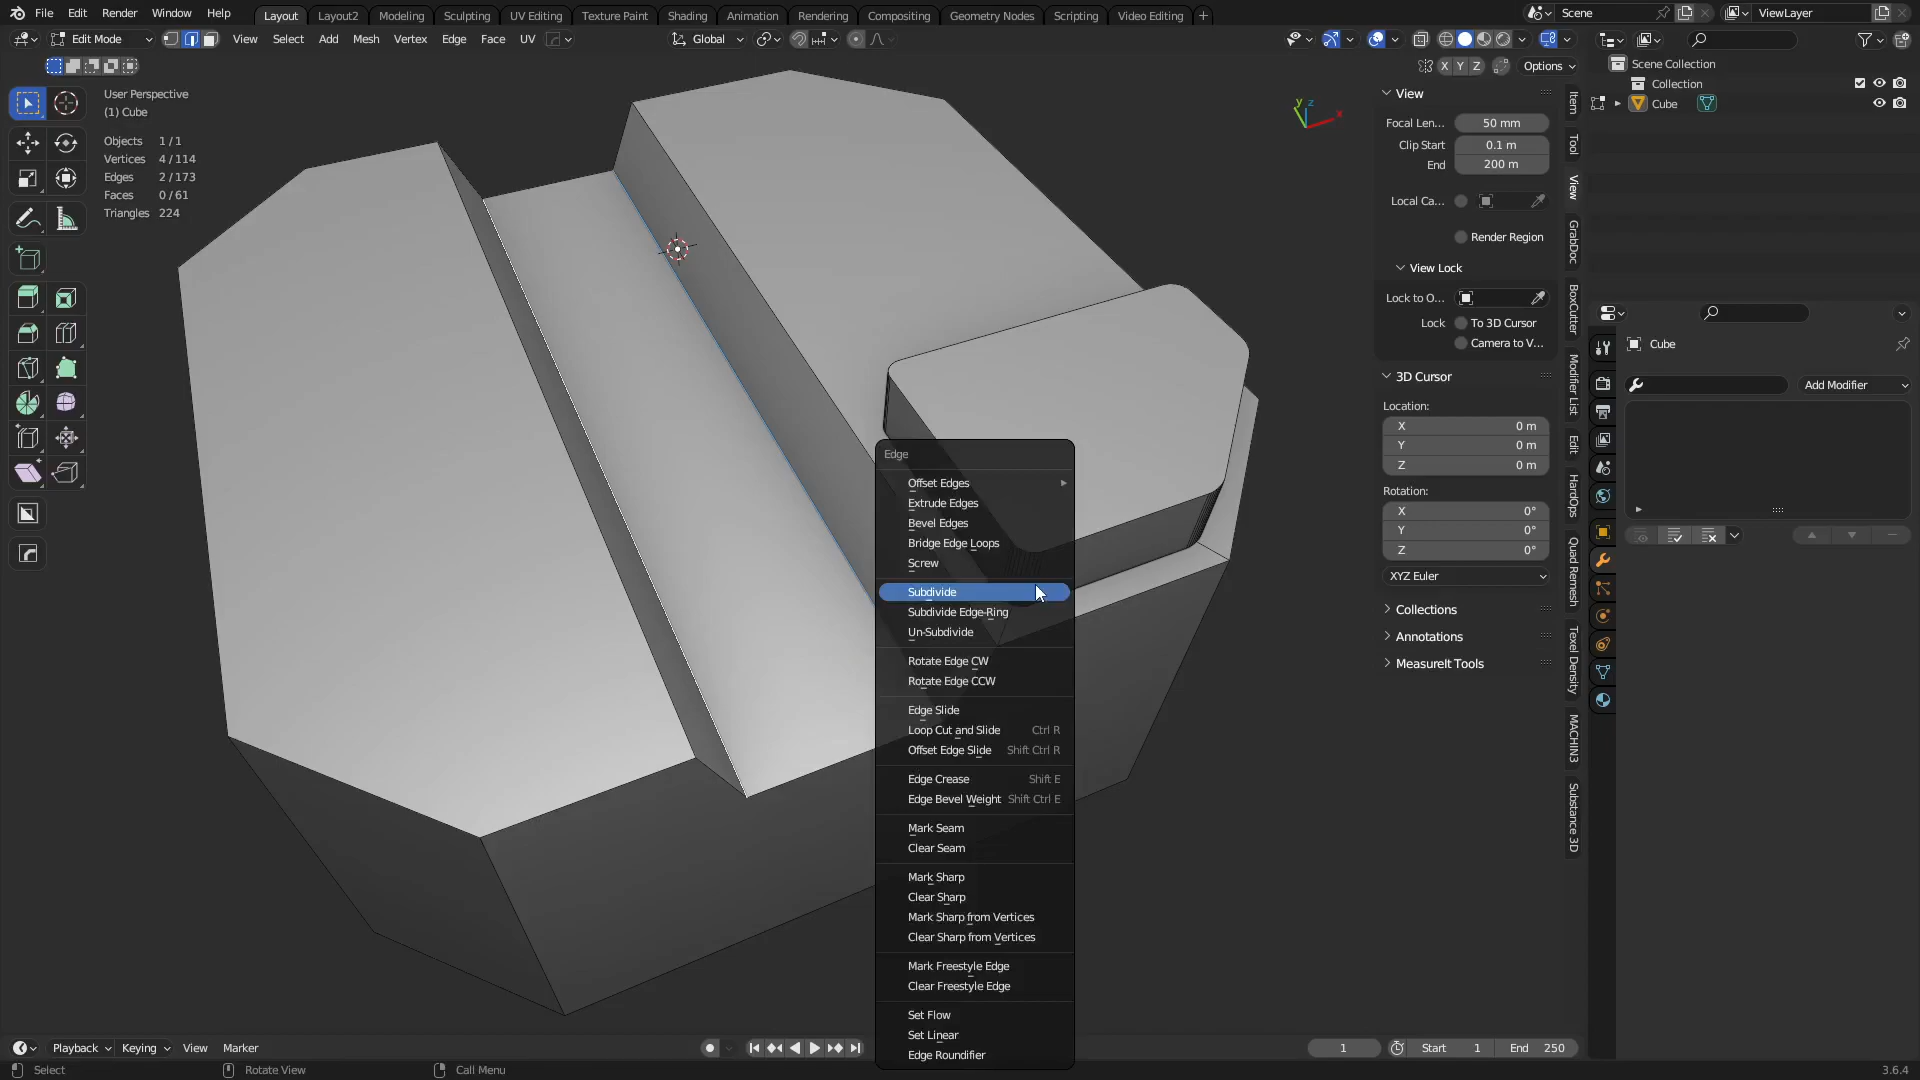 File Edit Render Window Help Layout Layout2 Modeling Sculpting UV Editing Texture Paint Shading Animation Rendering Compositing Geometry Nodes Scripting Video Editing + Scene ViewLayer
Edit Mode View Select Add Mesh Vertex Edge Face UV Global
X Y Z Options
User Perspective
(1) Cube
Objects 1/1
Vertices 4/114
Edges 2/173
Faces 0/61
Triangles 224
Y
Z
X
Edge
Offset Edges
Extrude Edges
Bevel Edges
Bridge Edge Loops
Screw
Subdivide
Subdivide Edge-Ring
Un-Subdivide
Rotate Edge CW
Rotate Edge CCW
Edge Slide
Loop Cut and Slide Ctrl R
Offset Edge Slide Shift Ctrl R
Edge Crease Shift E
Edge Bevel Weight Shift Ctrl E
Mark Seam
Clear Seam
Mark Sharp
Clear Sharp
Mark Sharp from Vertices
Clear Sharp from Vertices
Mark Freestyle Edge
Clear Freestyle Edge
Set Flow
Set Linear
Edge Roundifier
View
Focal Len... 50 mm
Clip Start 0.1 m
End 200 m
Local Ca...
Render Region
View Lock
Lock to O...
Lock To 3D Cursor
Camera to V...
3D Cursor
Location:
X 0 m
Y 0 m
Z 0 m
Rotation:
X 0°
Y 0°
Z 0°
XYZ Euler
Collections
Annotations
MeasureIt Tools
Item
Tool
View
GrabDoc
BoxCutter
Modifier List
Edit
HardOps
Quad Remesh
Texel Density
MACHIN3
Substance 3D
Scene Collection
Collection
Cube
Cube
Add Modifier
Playback Keying View Marker 1 Start 1 End 250
Select Rotate View Call Menu 3.6.4